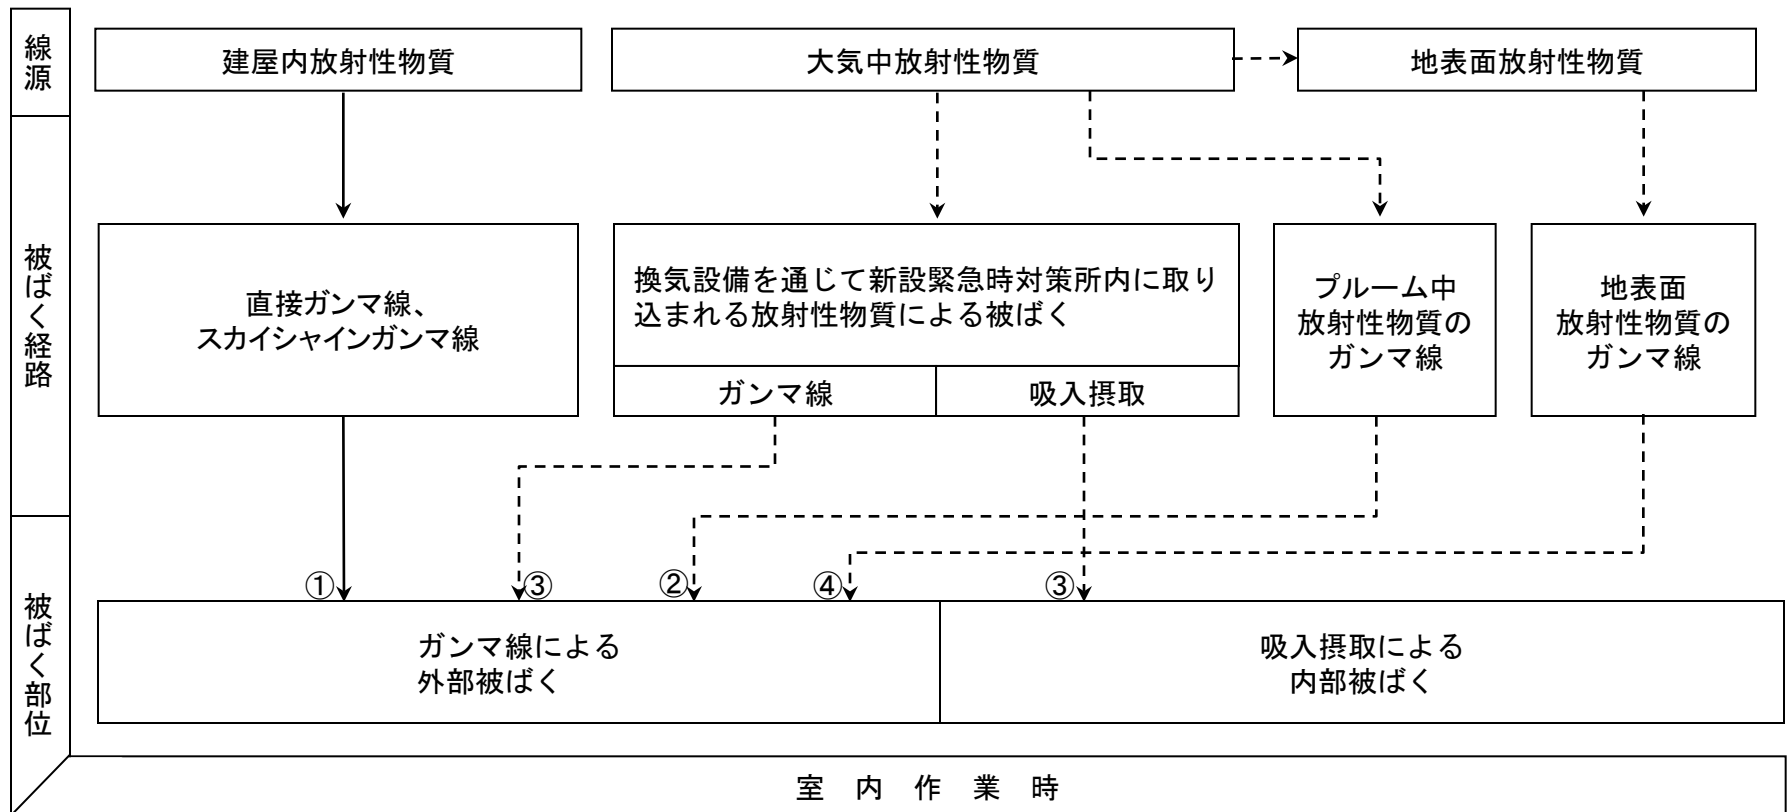 線源
建屋内放射性物質
大気中放射性物質
地表面放射性物質
被ばく経路
直接ガンマ線、
スカイシャインガンマ線
換気設備を通じて新設緊急時対策所内に取り
込まれる放射性物質による被ばく
ガンマ線
吸入摂取
プルーム中
放射性物質の
ガンマ線
地表面
放射性物質の
ガンマ線
①
③
②
④
③
被ばく部位
ガンマ線による
外部被ばく
吸入摂取による
内部被ばく
室内作業時